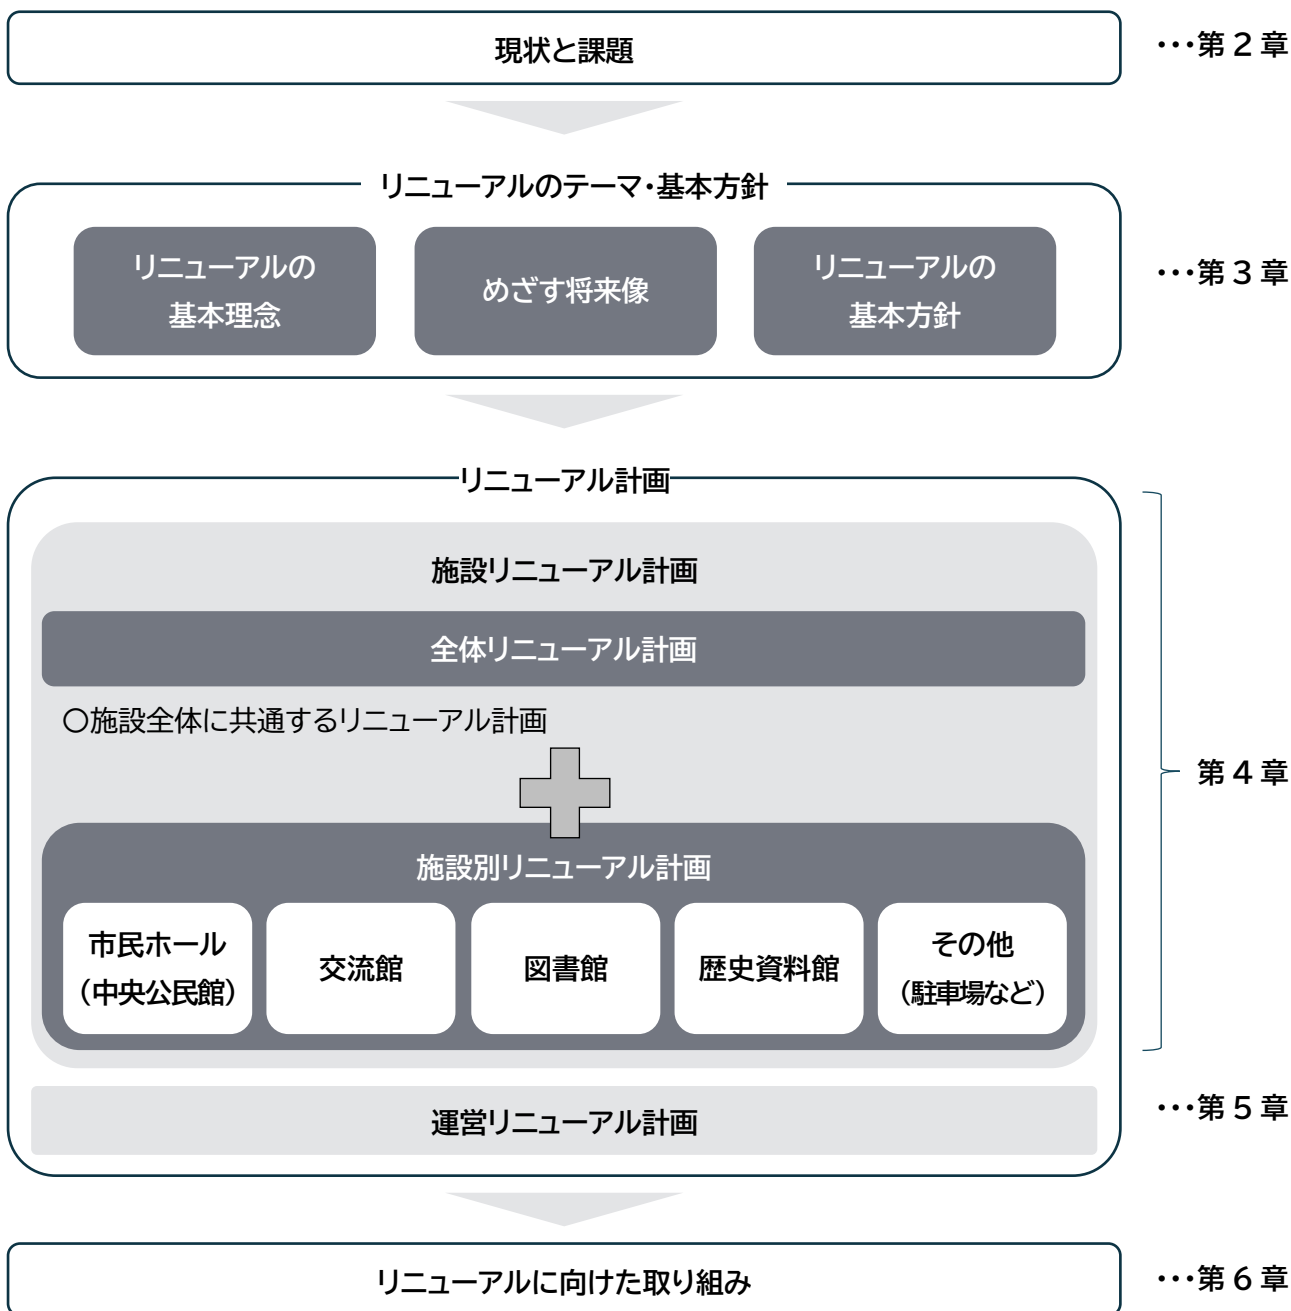 現状と課題
・・・第2章
リニューアルのテーマ・基本方針
リニューアルの
基本理念
めざす将来像
リニューアルの
基本方針
・・・第3章
リニューアル計画
施設リニューアル計画
全体リニューアル計画
〇施設全体に共通するリニューアル計画
施設別リニューアル計画
市民ホール
（中央公民館）
交流館
図書館
歴史資料館
その他
（駐車場など）
第4章
運営リニューアル計画
・・・第5章
リニューアルに向けた取り組み
・・・第6章